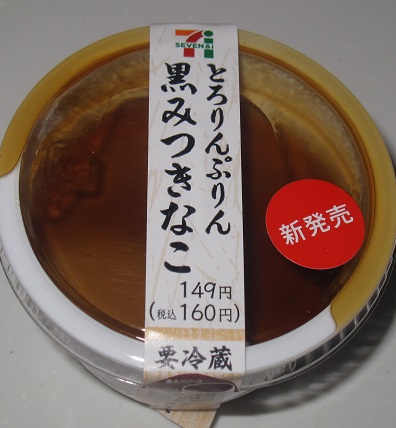 SEVEN&i
とろりんぷりん
黒みつきなこ
149円
(税込160円)
要冷蔵
新発売